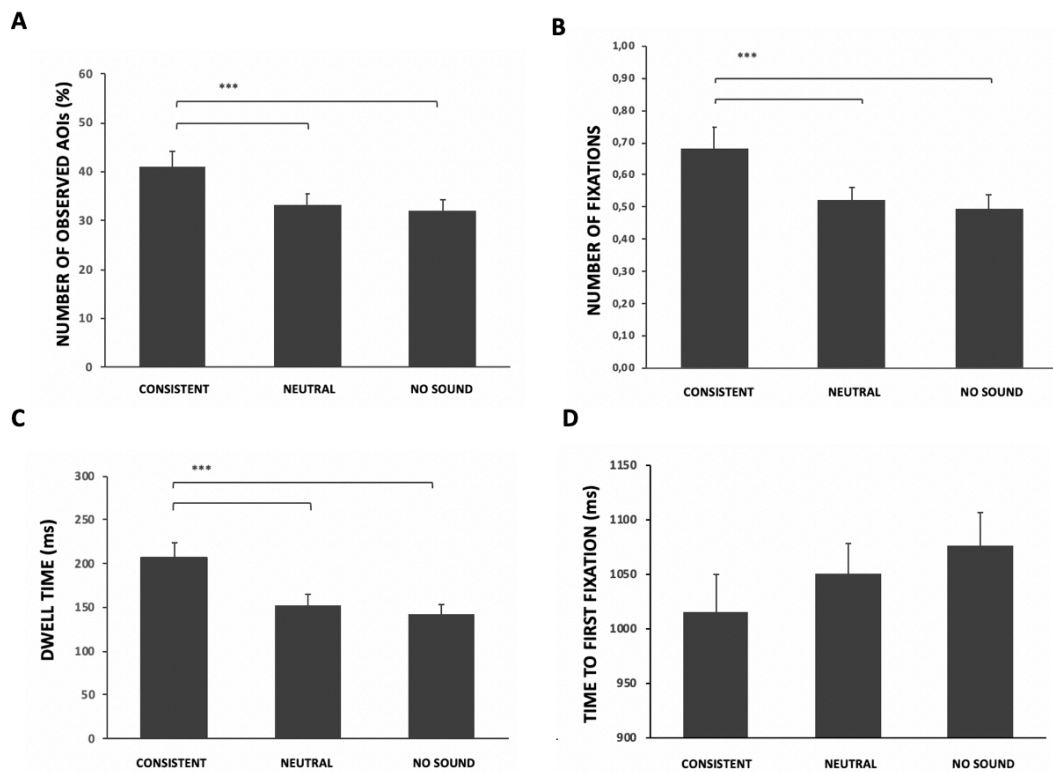 A
NUMBER OF OBSERVED AOIs (%)
60
50
40
30
20
10
0
***
CONSISTENT NEUTRAL NO SOUND
B
NUMBER OF FIXATIONS
1,00
0,90
0,80
0,70
0,60
0,50
0,40
0,30
0,20
0,10
0,00
***
CONSISTENT NEUTRAL NO SOUND
C
DWELL TIME (ms)
300
250
200
150
100
50
0
***
CONSISTENT NEUTRAL NO SOUND
D
TIME TO FIRST FIXATION (ms)
1150
1100
1050
1000
950
900
CONSISTENT NEUTRAL NO SOUND